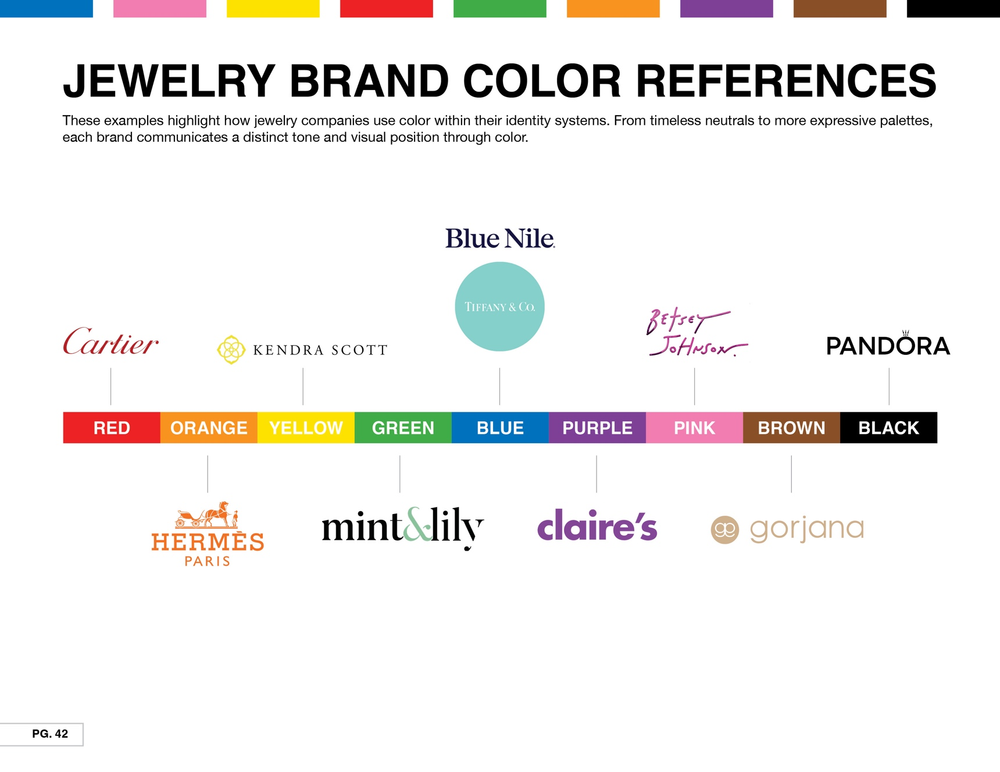 JEWELRY BRAND COLOR REFERENCES
These examples highlight how jewelry companies use color within their identity systems. From timeless neutrals to more expressive palettes,
each brand communicates a distinct tone and visual position through color.
Blue Nile.
TIFFANY & CO.
Cartier
KENDRA SCOTT
BETSEY
JOHNSON.
PANDORA
RED
ORANGE
YELLOW
GREEN
BLUE
PURPLE
PINK
BROWN
BLACK
HERMÈS
PARIS
mint&lily
claire's
gorjana
PG. 42